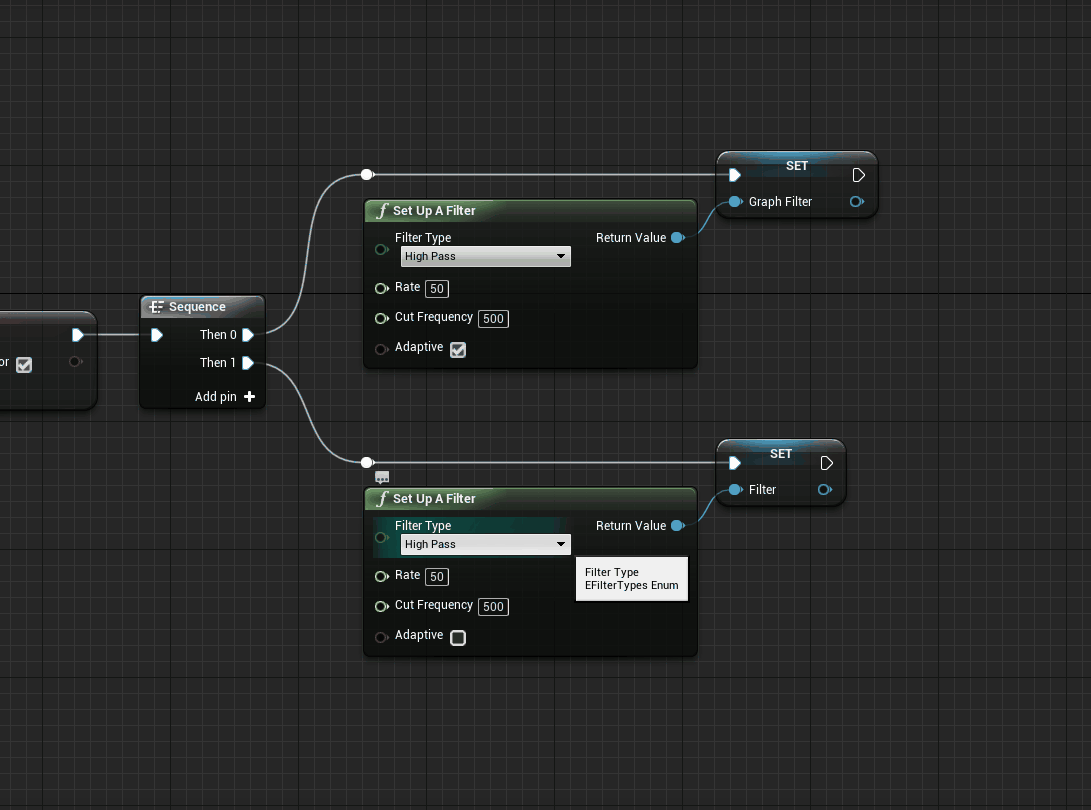 SET
Graph Filter
f Set Up A Filter
Filter Type
Return Value
High Pass
Rate 50
Cut Frequency 500
Adaptive
Sequence
Then 0
or
Then 1
Add pin
SET
Filter
f Set Up A Filter
Filter Type
Return Value
High Pass
Filter Type
EFilterTypes Enum
Rate 50
Cut Frequency 500
Adaptive